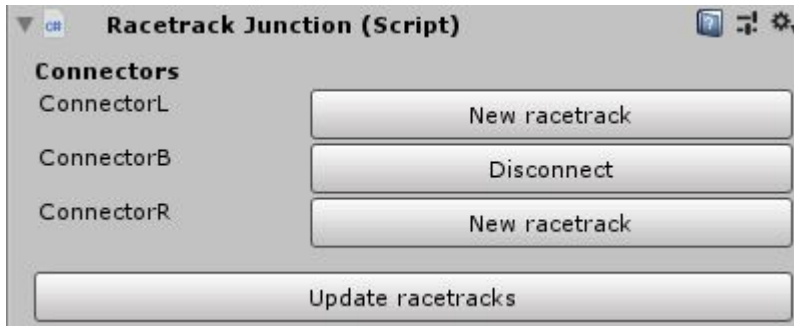 c#
Racetrack Junction (Script)
Connectors
ConnectorL New racetrack
ConnectorB Disconnect
ConnectorR New racetrack
Update racetracks